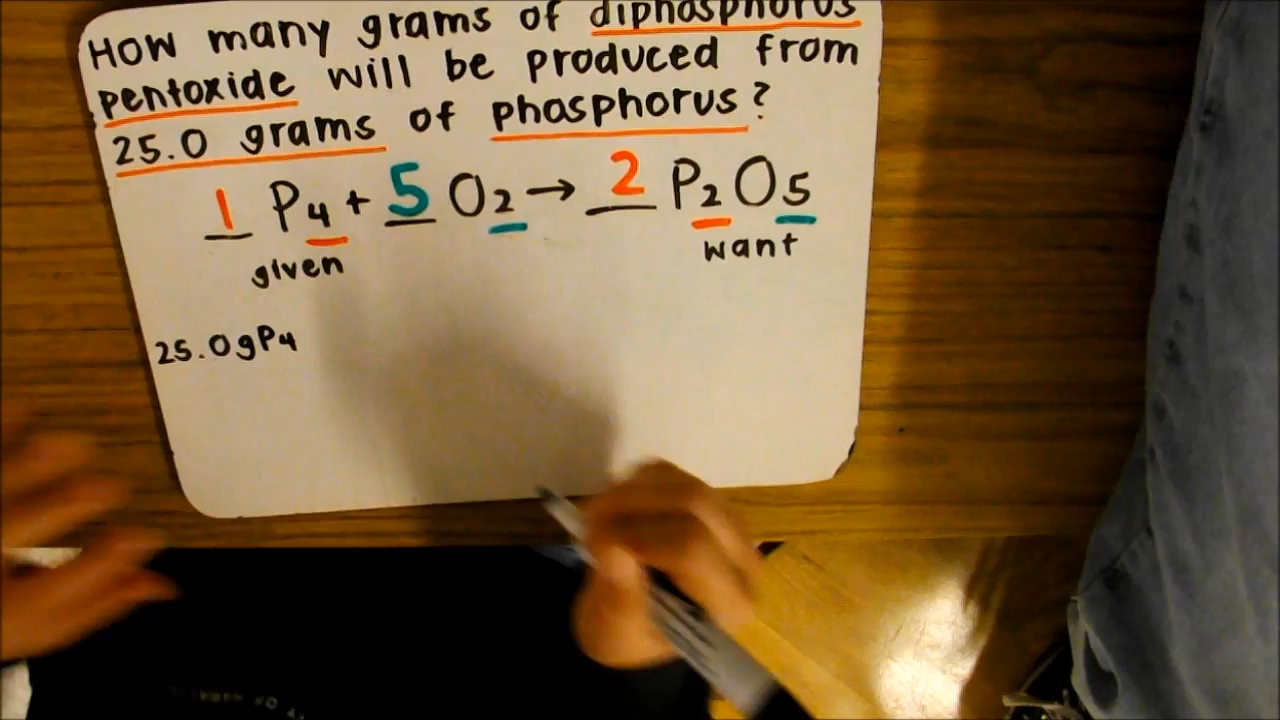 How many grams of diphosphorus
pentoxide will be produced from
25.0 grams of phosphorus?
1 P4 + 5 O2 → 2 P2O5
given want
25.0gP4